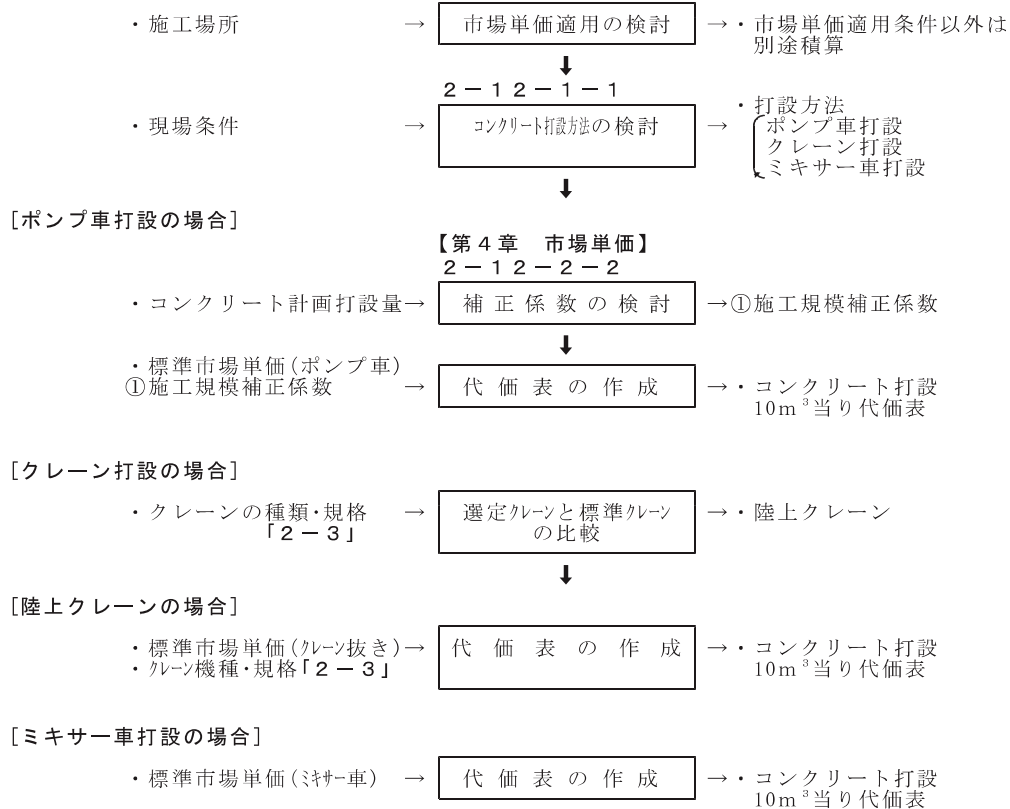 ・施工場所 → 市場単価適用の検討 →・市場単価適用条件以外は
別途積算
↓
２－１２－１－１
・現場条件 → コンクリート打設方法の検討 → ・打設方法
ポンプ車打設
クレーン打設
ミキサー車打設
↓
[ポンプ車打設の場合]
【第４章　市場単価】
２－１２－２－２
・コンクリート計画打設量→ 補正係数の検討 →①施工規模補正係数
↓
・標準市場単価(ポンプ車)
①施工規模補正係数 → 代価表の作成 →・コンクリート打設
10m³当り代価表
[クレーン打設の場合]
・クレーンの種類・規格 → 選定クレーンと標準クレーン →・陸上クレーン
「２－３」 の比較
↓
[陸上クレーンの場合]
・標準市場単価(クレーン抜き)→ 代価表の作成 →・コンクリート打設
・クレーン機種・規格「２－３」 10m³当り代価表
[ミキサー車打設の場合]
・標準市場単価(ミキサー車) → 代価表の作成 →・コンクリート打設
10m³当り代価表